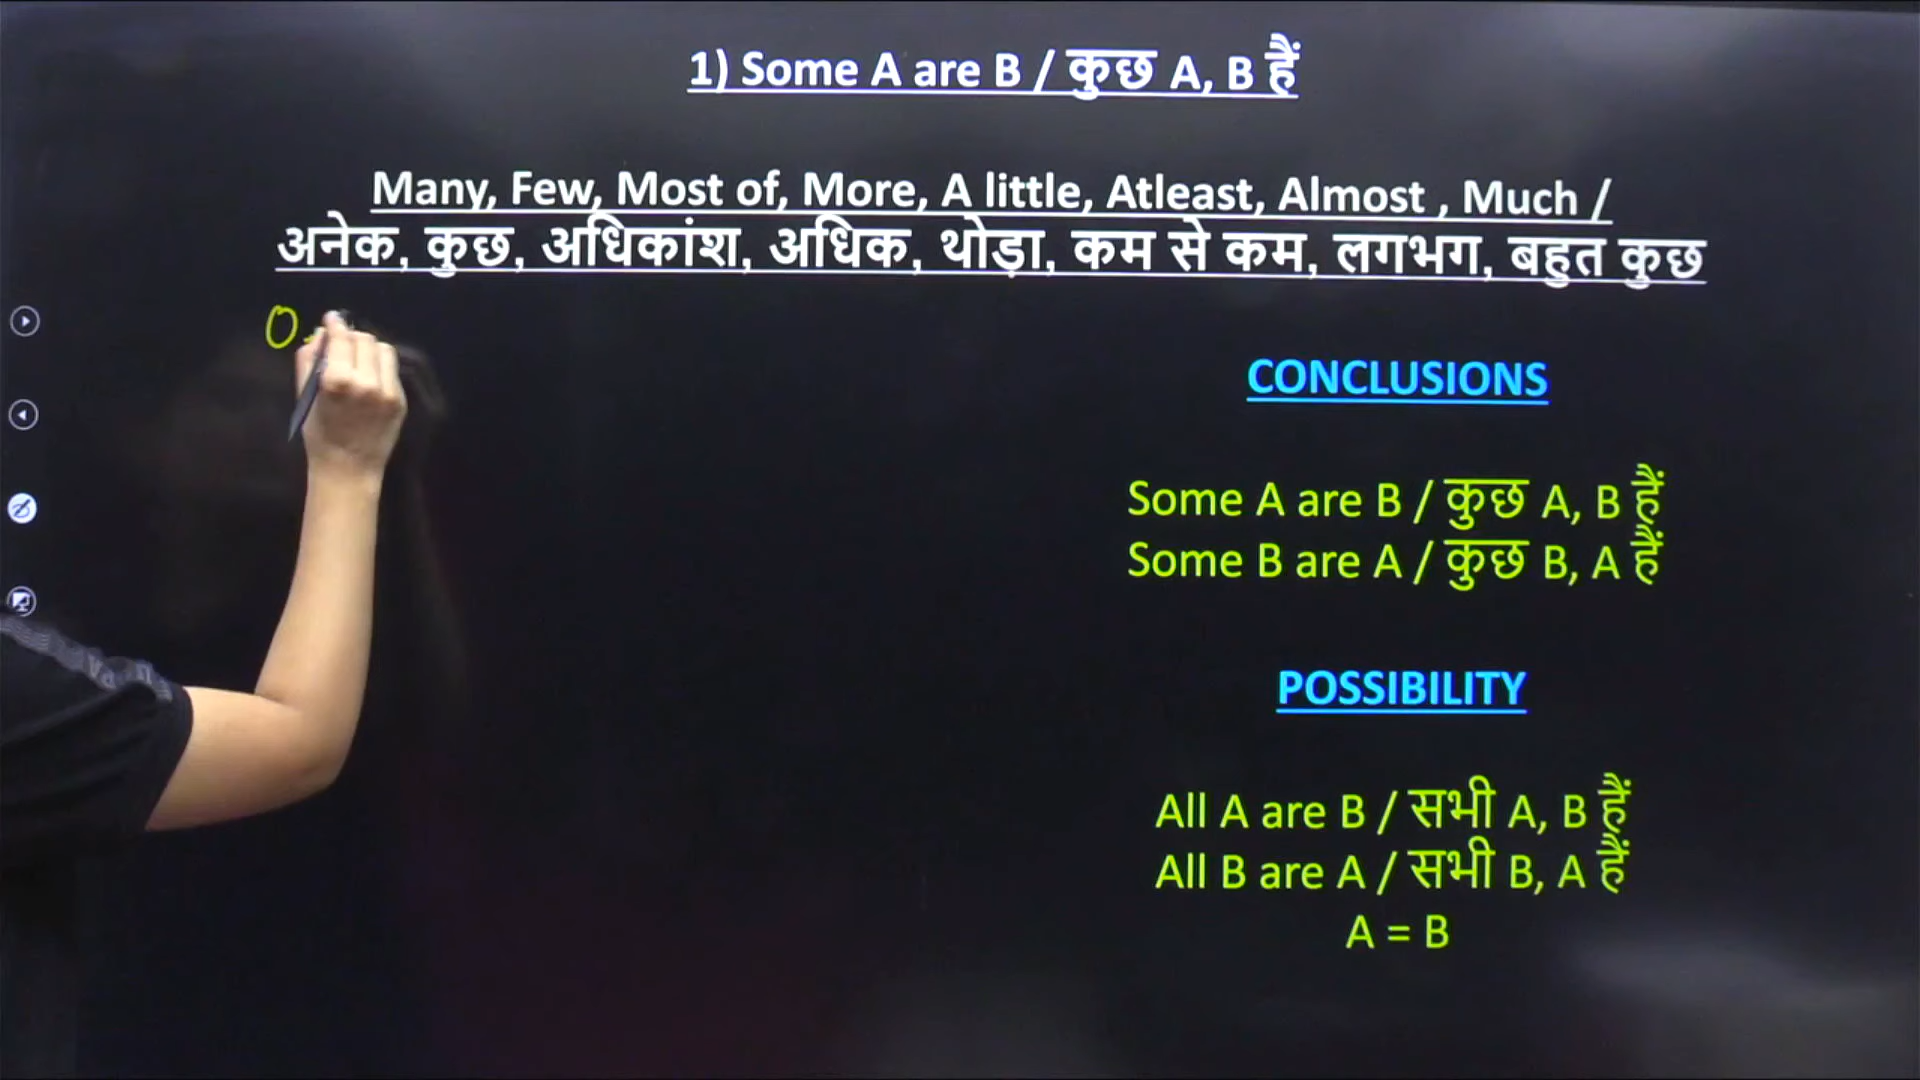 1) Some A are B / कुछ A, B हैं
Many, Few, Most of, More, A little, Atleast, Almost , Much /
अनेक, कुछ, अधिकांश, अधिक, थोड़ा, कम से कम, लगभग, बहुत कुछ
CONCLUSIONS
Some A are B / कुछ A, B हैं
Some B are A / कुछ B, A हैं
POSSIBILITY
All A are B / सभी A, B हैं
All B are A / सभी B, A हैं
A = B